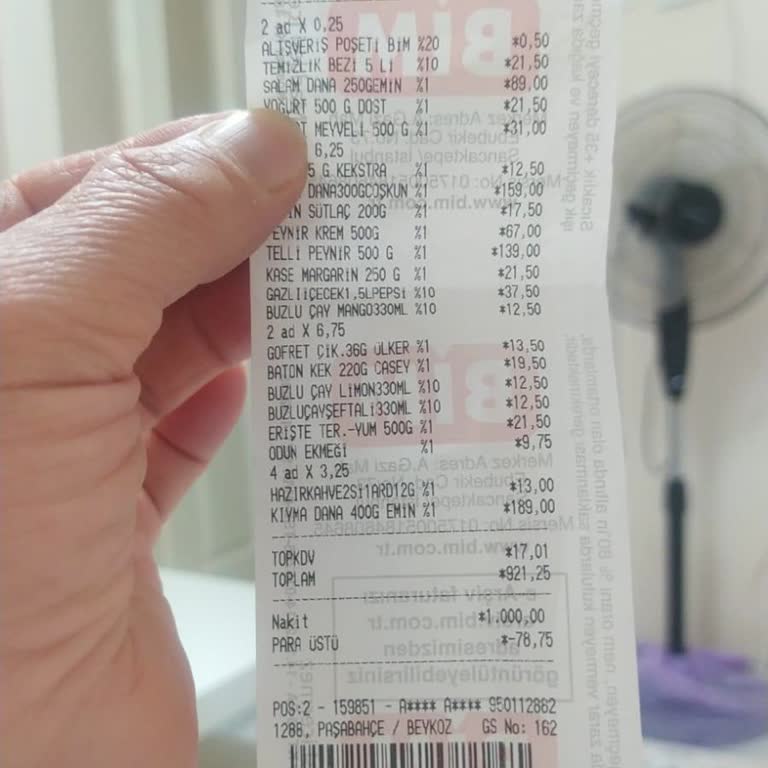 2 ad X 0,25
ALIŞVERİŞ POŞETİ BİM %20 *0,50
TEMİZLİK BEZİ 5 Lİ %10 *21,50
SALAM DANA 250GEMİN %1 *89,00
YOĞURT 500 G DOST %1 *21,50
MEYVELİ 500 G %1 *31,00
6,25
5 G.KEKSTRA %1 *12,50
DANA300GCOŞKUN %1 *159,00
SÜTLAÇ 200G %1 *17,50
PEYNİR KREM 500G %1 *67,00
TELLİ PEYNİR 500 G %1 *139,00
KASE MARGARİN 250 G %1 *21,50
GAZLIİÇECEK1,5LPEPSİ %10 *37,50
BUZLU ÇAY MANGO330ML %10 *12,50
2 ad X 6,75
GOFRET ÇİK.36G ÜLKER %1 *13,50
BATON KEK 220G CASEY %1 *19,50
BUZLU ÇAY LİMON330ML %10 *12,50
BUZLUÇAYŞEFTALİ330ML %10 *12,50
ERİŞTE TER.-YUM 500G %1 *21,50
ODUN EKMEĞİ %1 *9,75
4 ad X 3,25
HAZIRKAHVE2Sİ1ARD12G %1 *13,00
KIYMA DANA 400G EMİN %1 *189,00
TOPKDV *17,01
TOPLAM *921,25
Nakit *1.000,00
PARA ÜSTÜ *-78,75
POS:2 - 159851 - A**** A**** 950112862
1286, PAŞABAHÇE / BEYKOZ GS No: 162